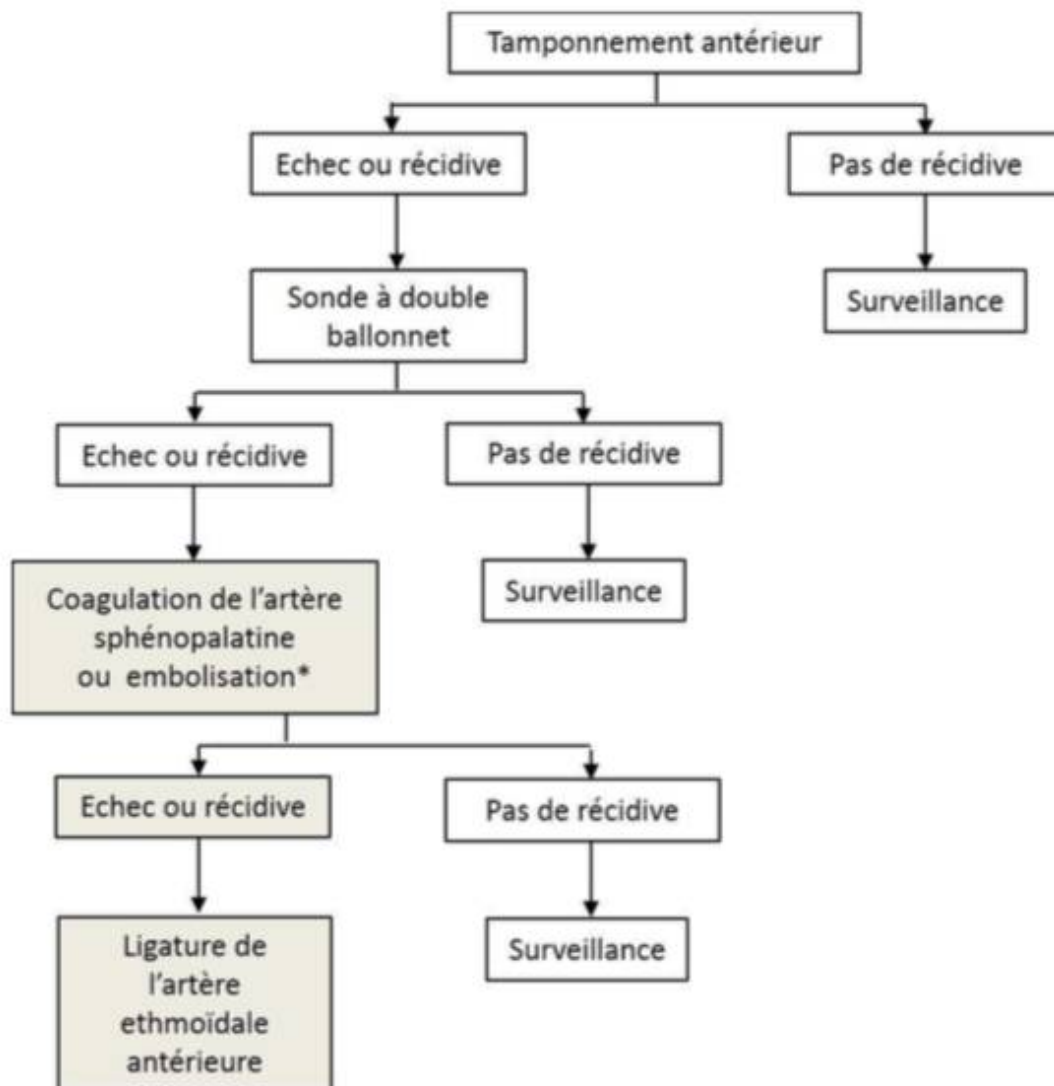 Tamponnement antérieur
Echec ou récidive
Pas de récidive
Sonde à double
ballonnet
Surveillance
Echec ou récidive
Pas de récidive
Coagulation de l'artère
sphénopalatine
ou embolisation*
Surveillance
Echec ou récidive
Pas de récidive
Ligature de
l'artère
ethmoïdale
antérieure
Surveillance